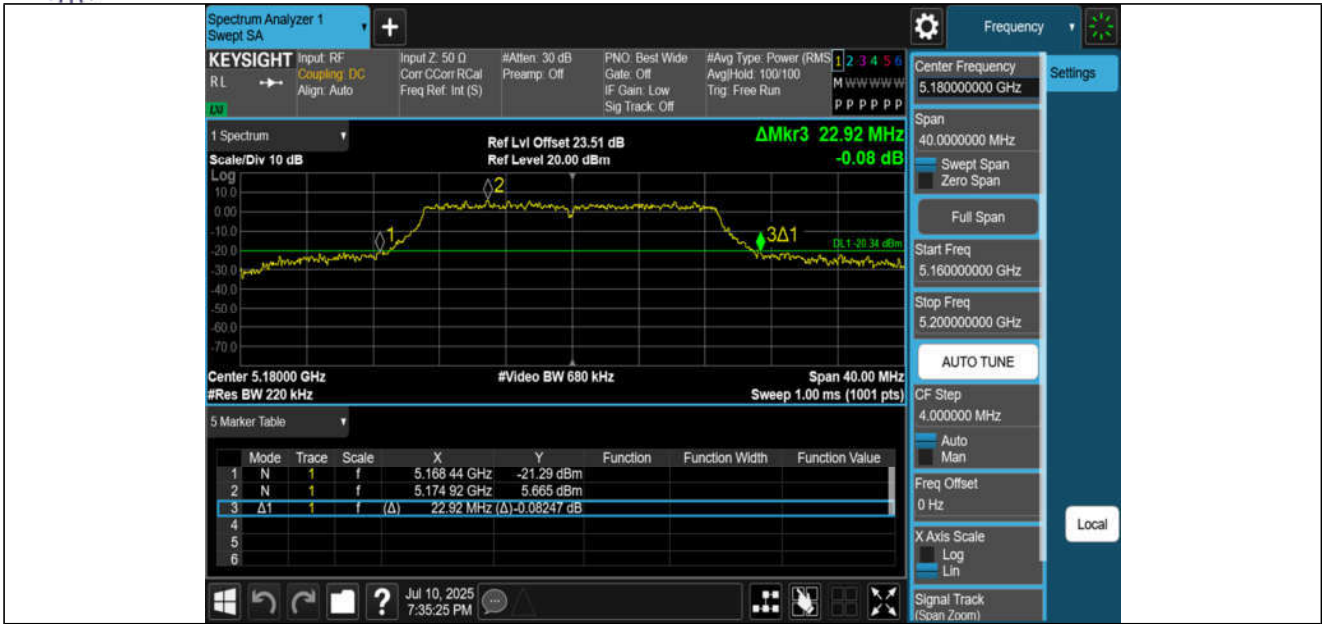 Spectrum Analyzer 1
Swept SA
+
Frequency
KEYSIGHT
RL
LXI
Input: RF
Coupling: DC
Align: Auto
Input Z: 50 Ω
Corr CCorr RCal
Freq Ref: Int (S)
#Atten: 30 dB
Preamp: Off
PNO: Best Wide
Gate: Off
IF Gain: Low
Sig Track: Off
#Avg Type: Power (RMS
Avg|Hold: 100/100
Trig: Free Run
1 2 3 4 5 6
M W W W W W
P P P P P P
1 Spectrum
Scale/Div 10 dB
Ref Lvl Offset 23.51 dB
Ref Level 20.00 dBm
ΔMkr3 22.92 MHz
-0.08 dB
Log
10.0
0.00
-10.0
-20.0
-30.0
-40.0
-50.0
-60.0
-70.0
1
2
3Δ1
DL1 -20.34 dBm
Center 5.18000 GHz
#Video BW 680 kHz
Span 40.00 MHz
#Res BW 220 kHz
Sweep 1.00 ms (1001 pts)
5 Marker Table
Mode Trace Scale X Y Function Function Width Function Value
1 N 1 f 5.168 44 GHz -21.29 dBm
2 N 1 f 5.174 92 GHz 5.665 dBm
3 Δ1 1 f (Δ) 22.92 MHz (Δ) -0.08247 dB
4
5
6
?
Jul 10, 2025
7:35:25 PM
Center Frequency
5.180000000 GHz
Settings
Span
40.0000000 MHz
Swept Span
Zero Span
Full Span
Start Freq
5.160000000 GHz
Stop Freq
5.200000000 GHz
AUTO TUNE
CF Step
4.000000 MHz
Auto
Man
Freq Offset
0 Hz
Local
X Axis Scale
Log
Lin
Signal Track
(Span Zoom)